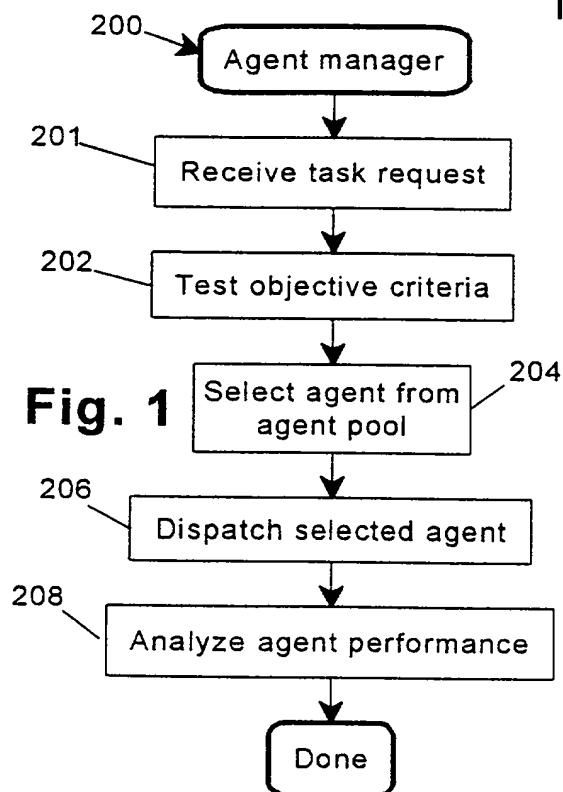 200
Agent manager
201
Receive task request
202
Test objective criteria
Fig. 1
Select agent from
agent pool
204
206
Dispatch selected agent
208
Analyze agent performance
Done